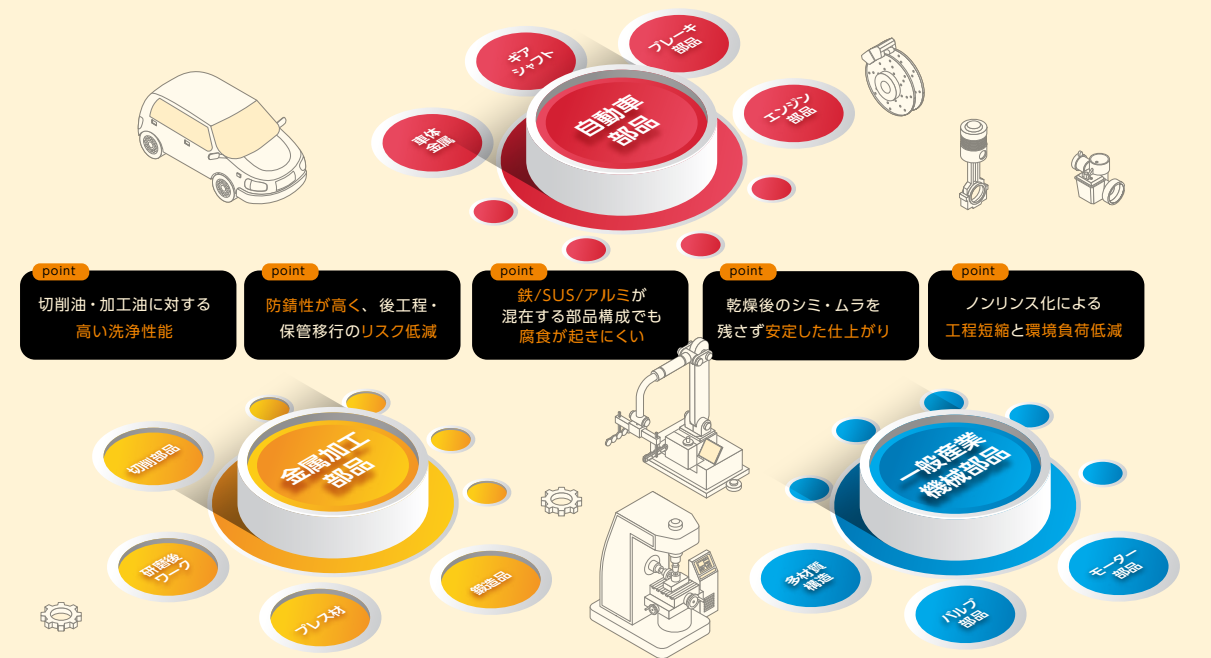 ギア
シャフト
ブレーキ
部品
車体
金属
自動車
部品
エンジン
部品
point
切削油・加工油に対する
高い洗浄性能
point
防錆性が高く、後工程・
保管移行のリスク低減
point
鉄/SUS/アルミが
混在する部品構成でも
腐食が起きにくい
point
乾燥後のシミ・ムラを
残さず安定した仕上がり
point
ノンリンス化による
工程短縮と環境負荷低減
切削部品
金属加工
部品
研磨後
ワーク
プレス材
鍛造品
一般産業
機械部品
多材質
構造
バルブ
部品
モーター
部品